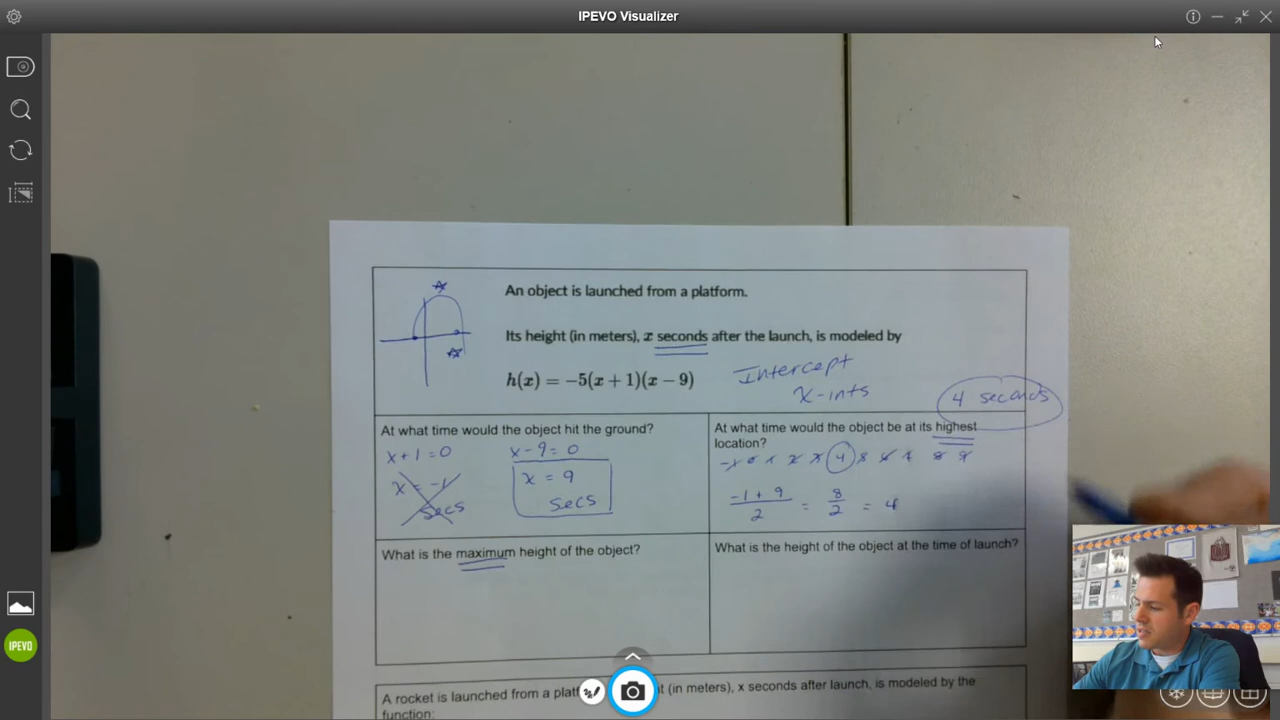 IPEVO Visualizer
An object is launched from a platform.
Its height (in meters), x seconds after the launch, is modeled by
h(x) = −5(x + 1)(x − 9)
Intercept
x-ints
4 seconds
At what time would the object hit the ground?
x+1=0
x-9=0
x = -1
secs
x = 9
secs
At what time would the object be at its highest
location?
4
-1 + 9
2
= 8
2
= 4
What is the maximum height of the object?
What is the height of the object at the time of launch?
A rocket is launched from a
(in meters), x seconds after launch, is modeled by the
function:
IPEVO